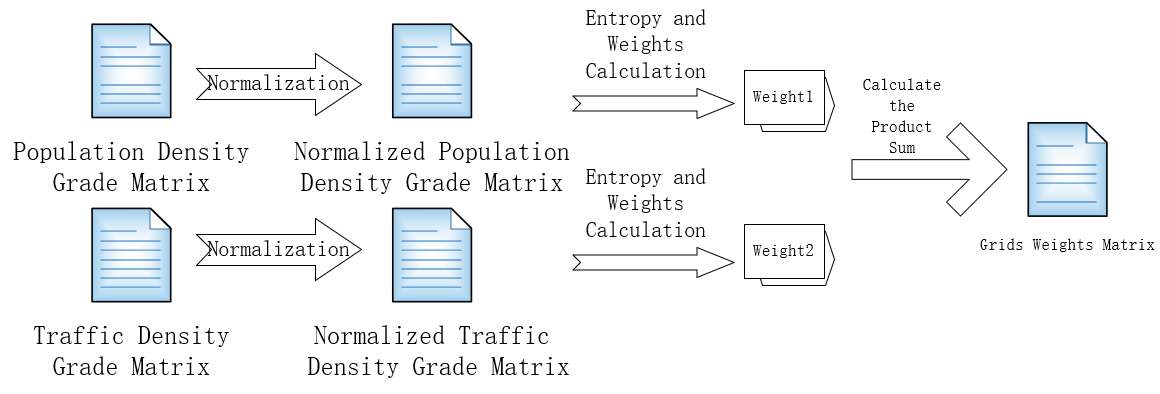 Normalization
Population Density
Grade Matrix
Normalized Population
Density Grade Matrix
Entropy and
Weights
Calculation
Weight1
Normalization
Traffic Density
Grade Matrix
Normalized Traffic
Density Grade Matrix
Entropy and
Weights
Calculation
Weight2
Calculate
the
Product
Sum
Grids Weights Matrix